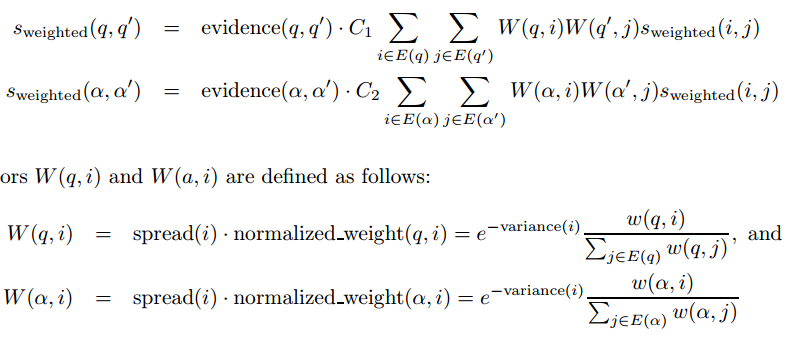 s_weighted(q, q′) = evidence(q, q′) · C_1 ∑_{i∈E(q)} ∑_{j∈E(q′)} W(q, i)W(q′, j)s_weighted(i, j)
s_weighted(α, α′) = evidence(α, α′) · C_2 ∑_{i∈E(α)} ∑_{j∈E(α′)} W(α, i)W(α′, j)s_weighted(i, j)
ors W(q, i) and W(a, i) are defined as follows:
W(q, i) = spread(i) · normalized_weight(q, i) = e^{−variance(i)} w(q, i) / ∑_{j∈E(q)} w(q, j), and
W(α, i) = spread(i) · normalized_weight(α, i) = e^{−variance(i)} w(α, i) / ∑_{j∈E(α)} w(α, j)